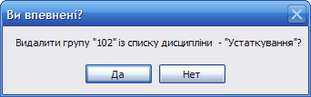 Ви впевнені?
Видалити групу "102" із списку дисципліни - "Устаткування"?
Да
Нет